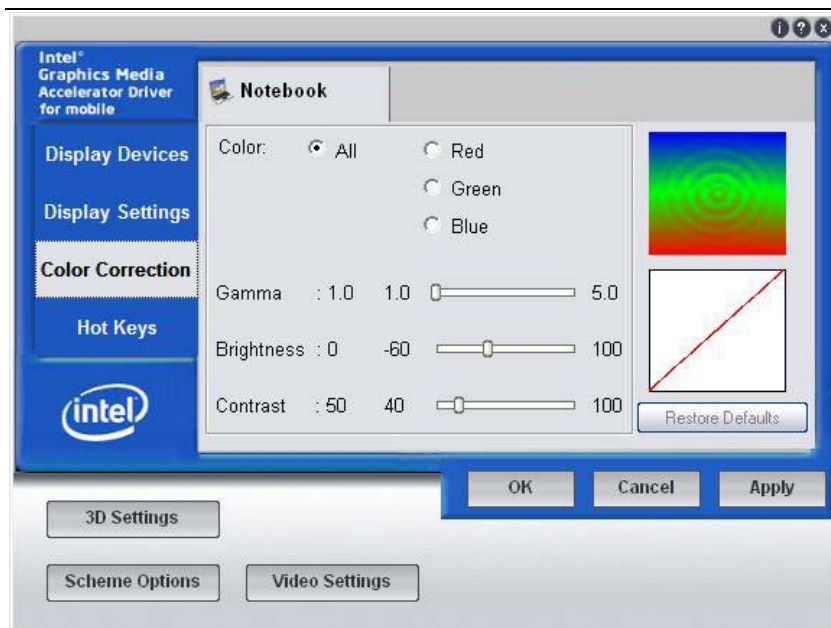 Intel®
Graphics Media
Accelerator Driver
for mobile
Notebook
Display Devices
Display Settings
Color Correction
Hot Keys
intel
Color: All Red
Green
Blue
Gamma : 1.0 1.0 5.0
Brightness : 0 -60 100
Contrast : 50 40 100
Restore Defaults
OK Cancel Apply
3D Settings
Scheme Options Video Settings